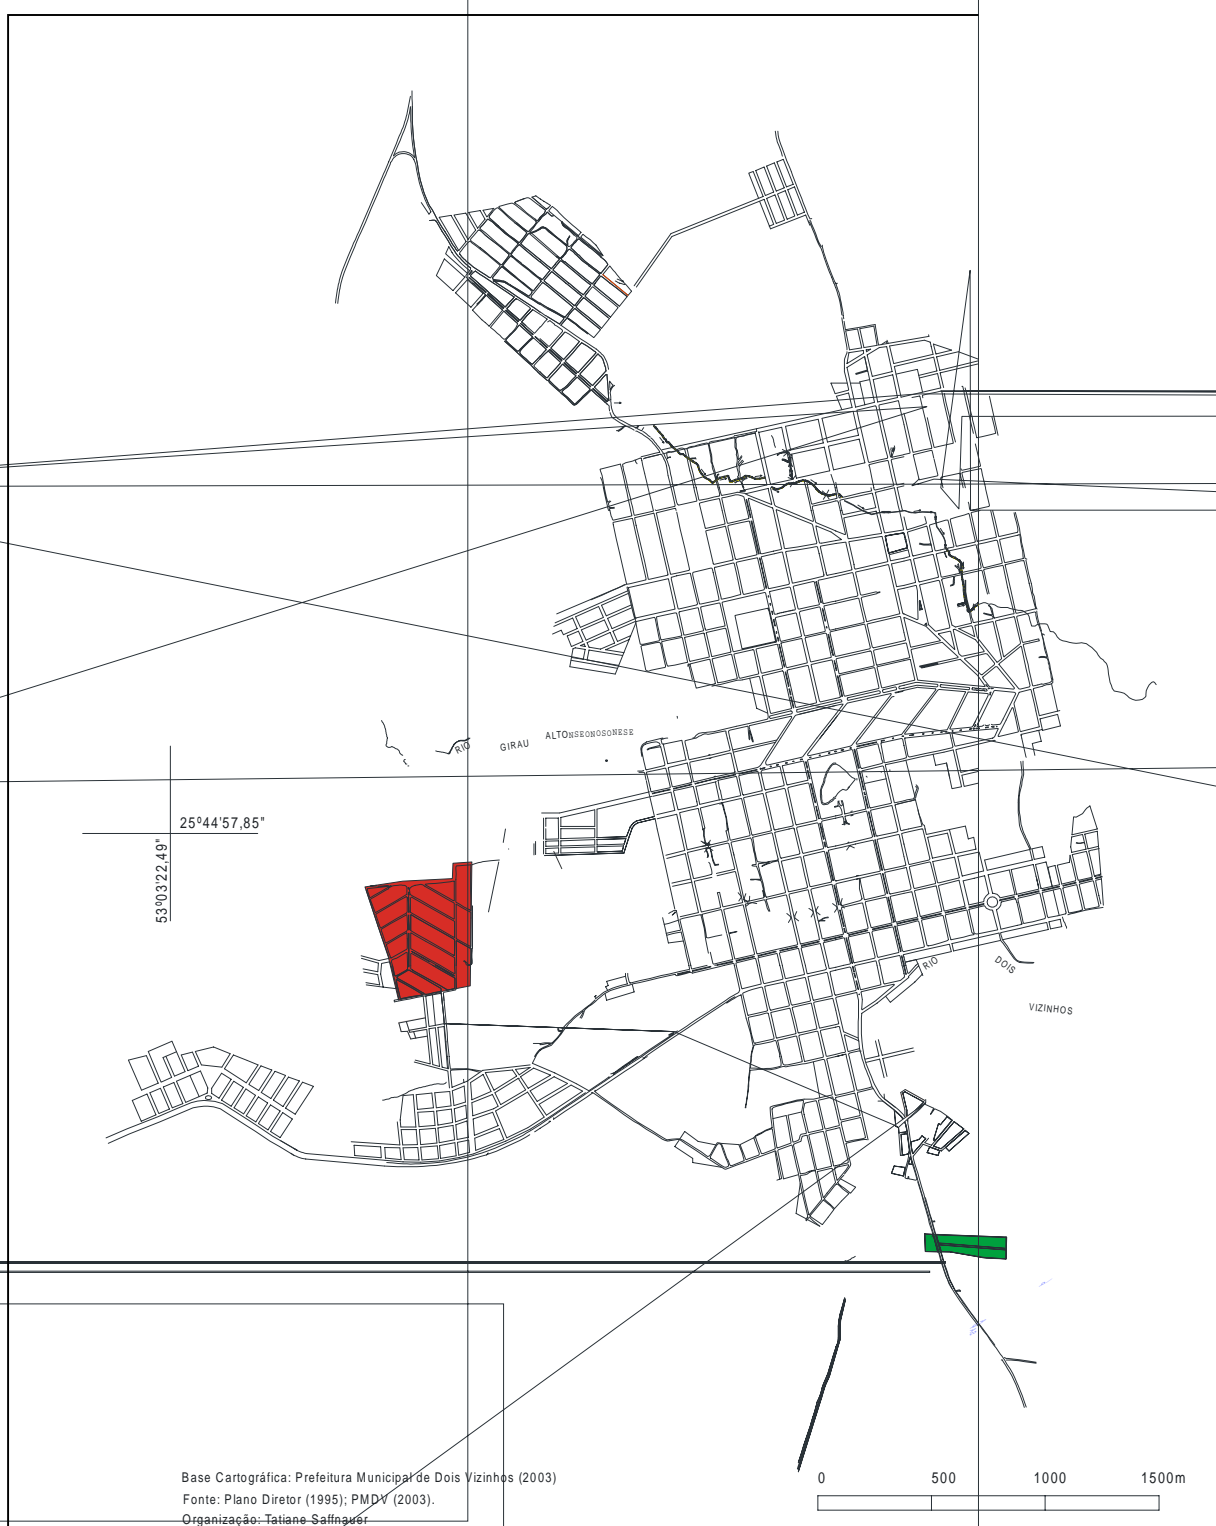 RIO GIRAU ALTO
25º44'57,85"
53º03'22,49"
RIO DOIS VIZINHOS
Base Cartográfica: Prefeitura Municipal de Dois Vizinhos (2003)
Fonte: Plano Diretor (1995); PMDV (2003).
Organização: Tatiane Saffnauer
0 500 1000 1500m